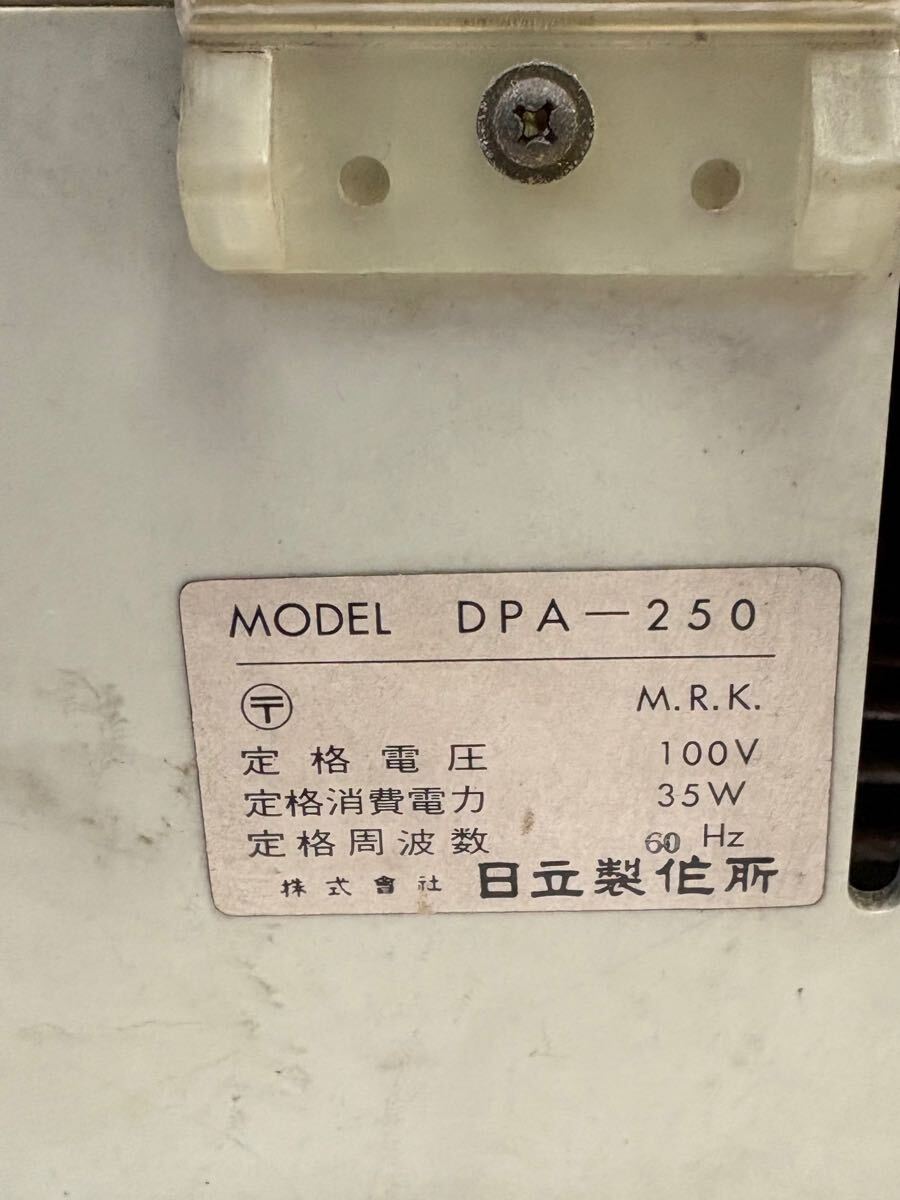 MODEL DPA-250
〒 M.R.K.
定格電圧 100V
定格消費電力 35W
定格周波数 60 Hz
株式會社 日立製作所